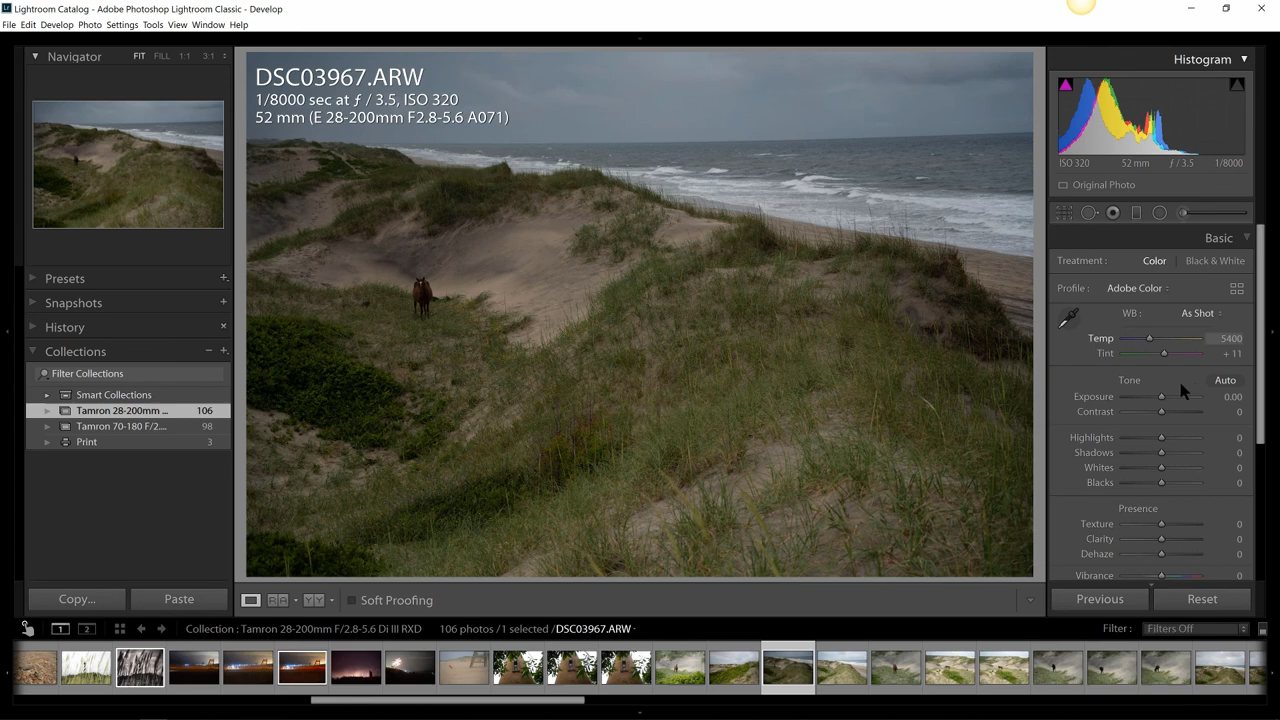 Lr Lightroom Catalog - Adobe Photoshop Lightroom Classic - Develop
File Edit Develop Photo Settings Tools View Window Help
Navigator FIT FILL 1:1 3:1
Presets
Snapshots
History
Collections
Filter Collections
Smart Collections
Tamron 28-200mm ... 106
Tamron 70-180 F/2.... 98
Print 3
Copy... Paste
DSC03967.ARW
1/8000 sec at ƒ / 3.5, ISO 320
52 mm (E 28-200mm F2.8-5.6 A071)
Soft Proofing
Histogram
ISO 320 52 mm ƒ / 3.5 1/8000
Original Photo
Basic
Treatment : Color Black & White
Profile : Adobe Color
WB : As Shot
Temp 5400
Tint + 11
Tone Auto
Exposure 0.00
Contrast 0
Highlights 0
Shadows 0
Whites 0
Blacks 0
Presence
Texture 0
Clarity 0
Dehaze 0
Vibrance 0
Previous Reset
1 2 Collection : Tamron 28-200mm F/2.8-5.6 Di III RXD 106 photos /1 selected /DSC03967.ARW Filter : Filters Off